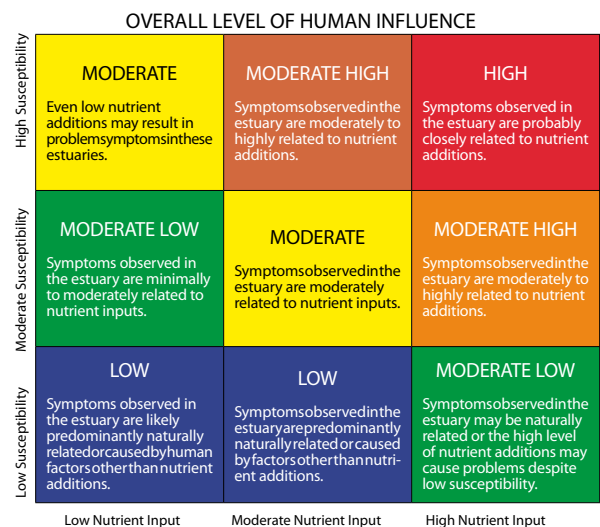 OVERALL LEVEL OF HUMAN INFLUENCE
High Susceptibility
MODERATE
Even low nutrient
additions may result in
problemsymptomsinthese
estuaries.
MODERATE HIGH
Symptomsobservedinthe
estuary are moderately to
highly related to nutrient
additions.
HIGH
Symptoms observed in
the estuary are probably
closely related to nutrient
additions.
Moderate Susceptibility
MODERATE LOW
Symptoms observed in
the estuary are minimally
to moderately related to
nutrient inputs.
MODERATE
Symptomsobservedinthe
estuary are moderately
related to nutrient inputs.
MODERATE HIGH
Symptomsobservedinthe
estuary are moderately to
highly related to nutrient
additions.
Low Susceptibility
LOW
Symptoms observed in
the estuary are likely
predominantly naturally
relatedorcausedbyhuman
factorsotherthannutrient
additions.
LOW
Symptomsobservedinthe
estuaryarepredominantly
naturallyrelatedorcaused
byfactorsotherthannutri-
ent additions.
MODERATE LOW
Symptomsobservedinthe
estuary may be naturally
related or the high level
of nutrient additions may
cause problems despite
low susceptibility.
Low Nutrient Input
Moderate Nutrient Input
High Nutrient Input